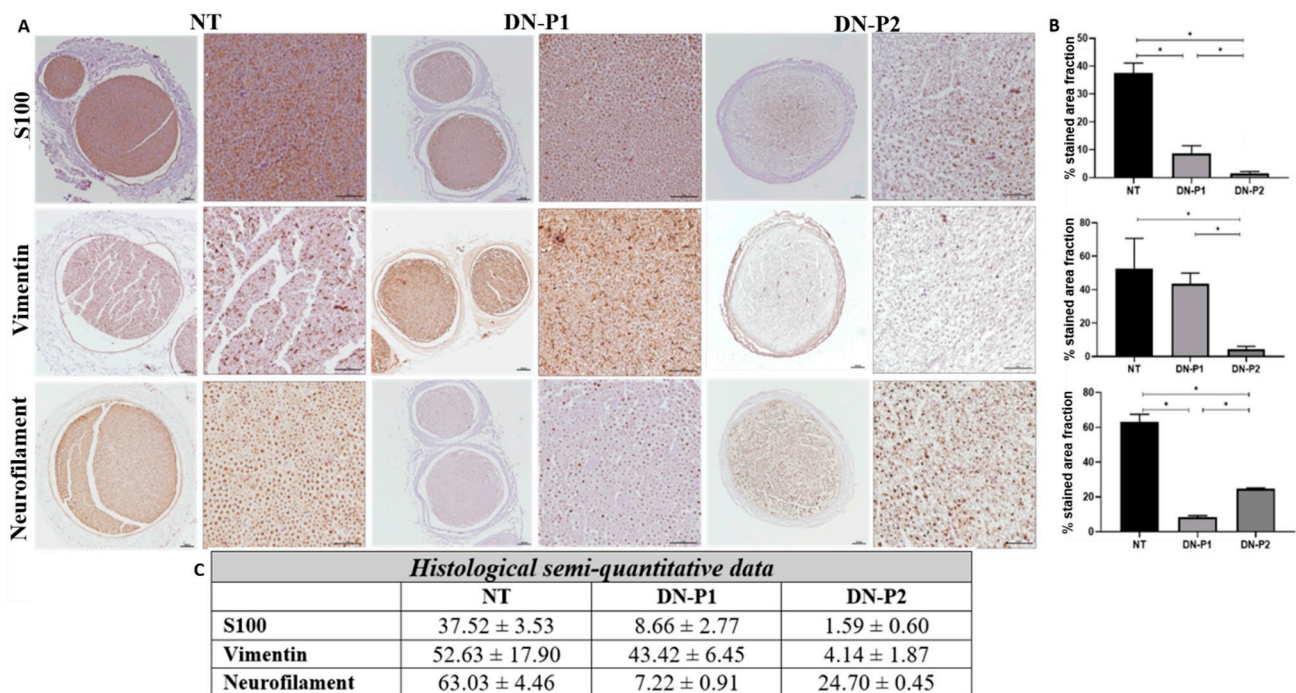 A NT DN-P1 DN-P2 B
S100
Vimentin
Neurofilament
% stained area fraction
50
40
30
20
10
0
* * *
NT DN-P1 DN-P2
% stained area fraction
80
60
40
20
0
* *
NT DN-P1 DN-P2
% stained area fraction
80
60
40
20
0
* * *
NT DN-P1 DN-P2
C Histological semi-quantitative data
NT DN-P1 DN-P2
S100 37.52 ± 3.53 8.66 ± 2.77 1.59 ± 0.60
Vimentin 52.63 ± 17.90 43.42 ± 6.45 4.14 ± 1.87
Neurofilament 63.03 ± 4.46 7.22 ± 0.91 24.70 ± 0.45